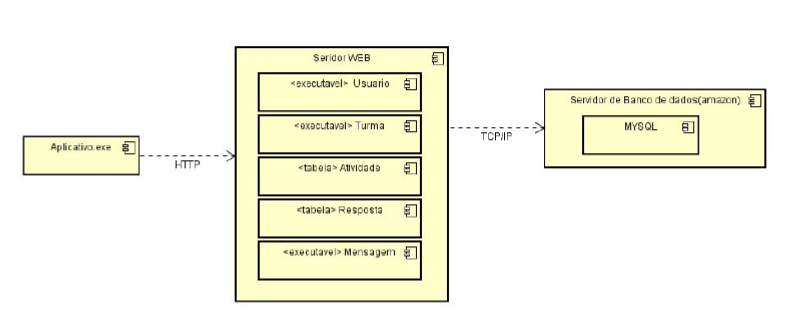 Seridor WEB
<executavel> Usuario
<executavel> Turma
<tabela> Atividade
<tabela> Resposta
<executavel> Mensagem
Aplicativo.exe
HTTP
TCP/IP
Servidor de Banco de dados(amazon)
MYSQL